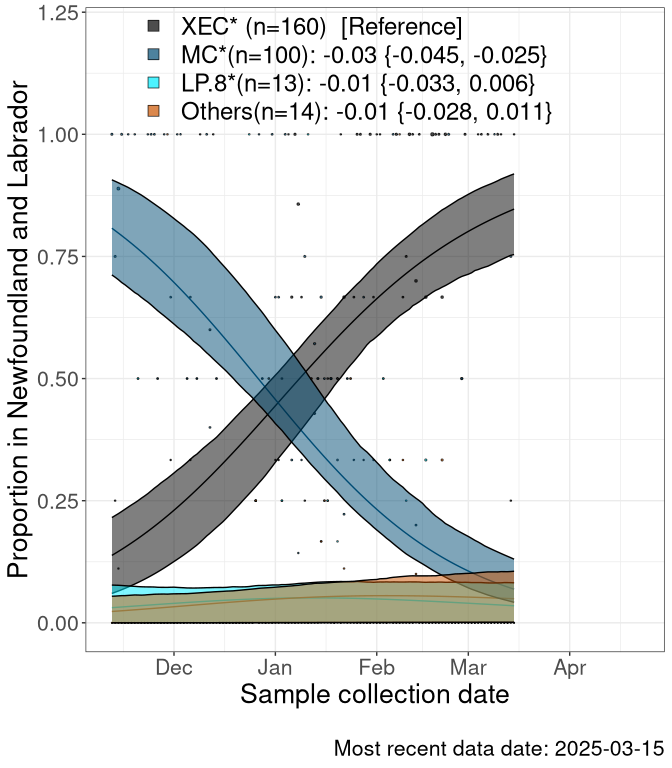 XEC* (n=160)  [Reference]
MC*(n=100): -0.03 {-0.045, -0.025}
LP.8*(n=13): -0.01 {-0.033, 0.006}
Others(n=14): -0.01 {-0.028, 0.011}
Proportion in Newfoundland and Labrador
1.25
1.00
0.75
0.50
0.25
0.00
Dec Jan Feb Mar Apr
Sample collection date
Most recent data date: 2025-03-15